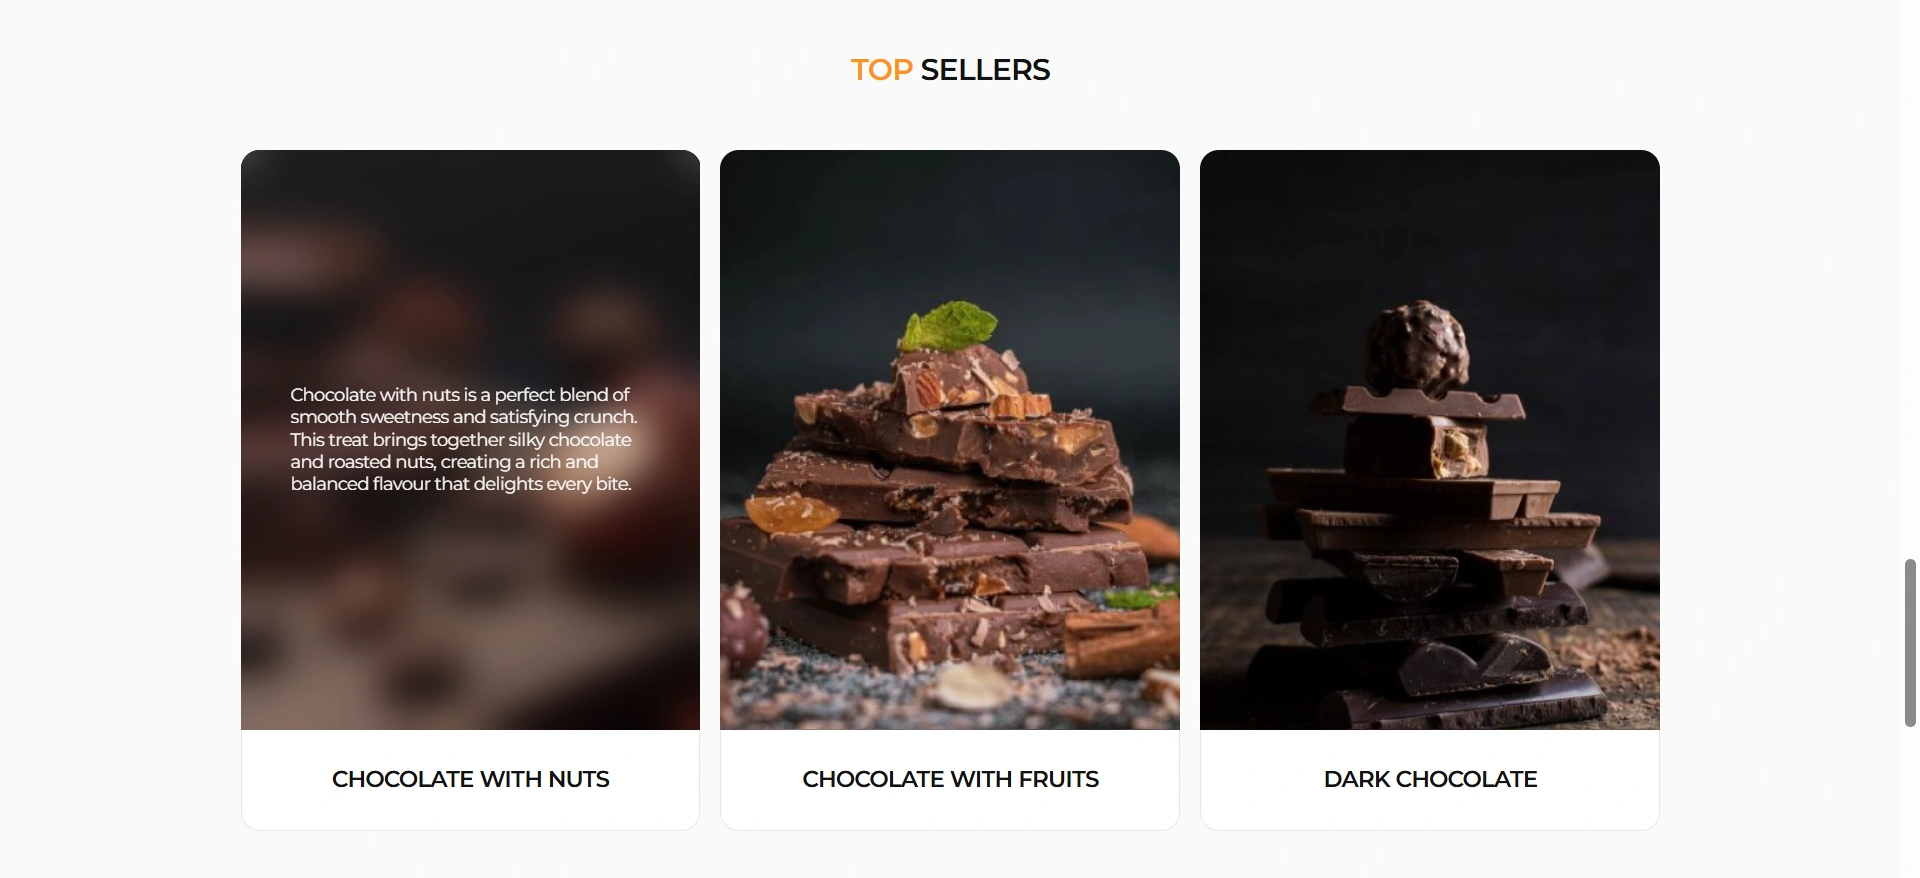 TOP SELLERS
Chocolate with nuts is a perfect blend of
smooth sweetness and satisfying crunch.
This treat brings together silky chocolate
and roasted nuts, creating a rich and
balanced flavour that delights every bite.
CHOCOLATE WITH NUTS
CHOCOLATE WITH FRUITS
DARK CHOCOLATE